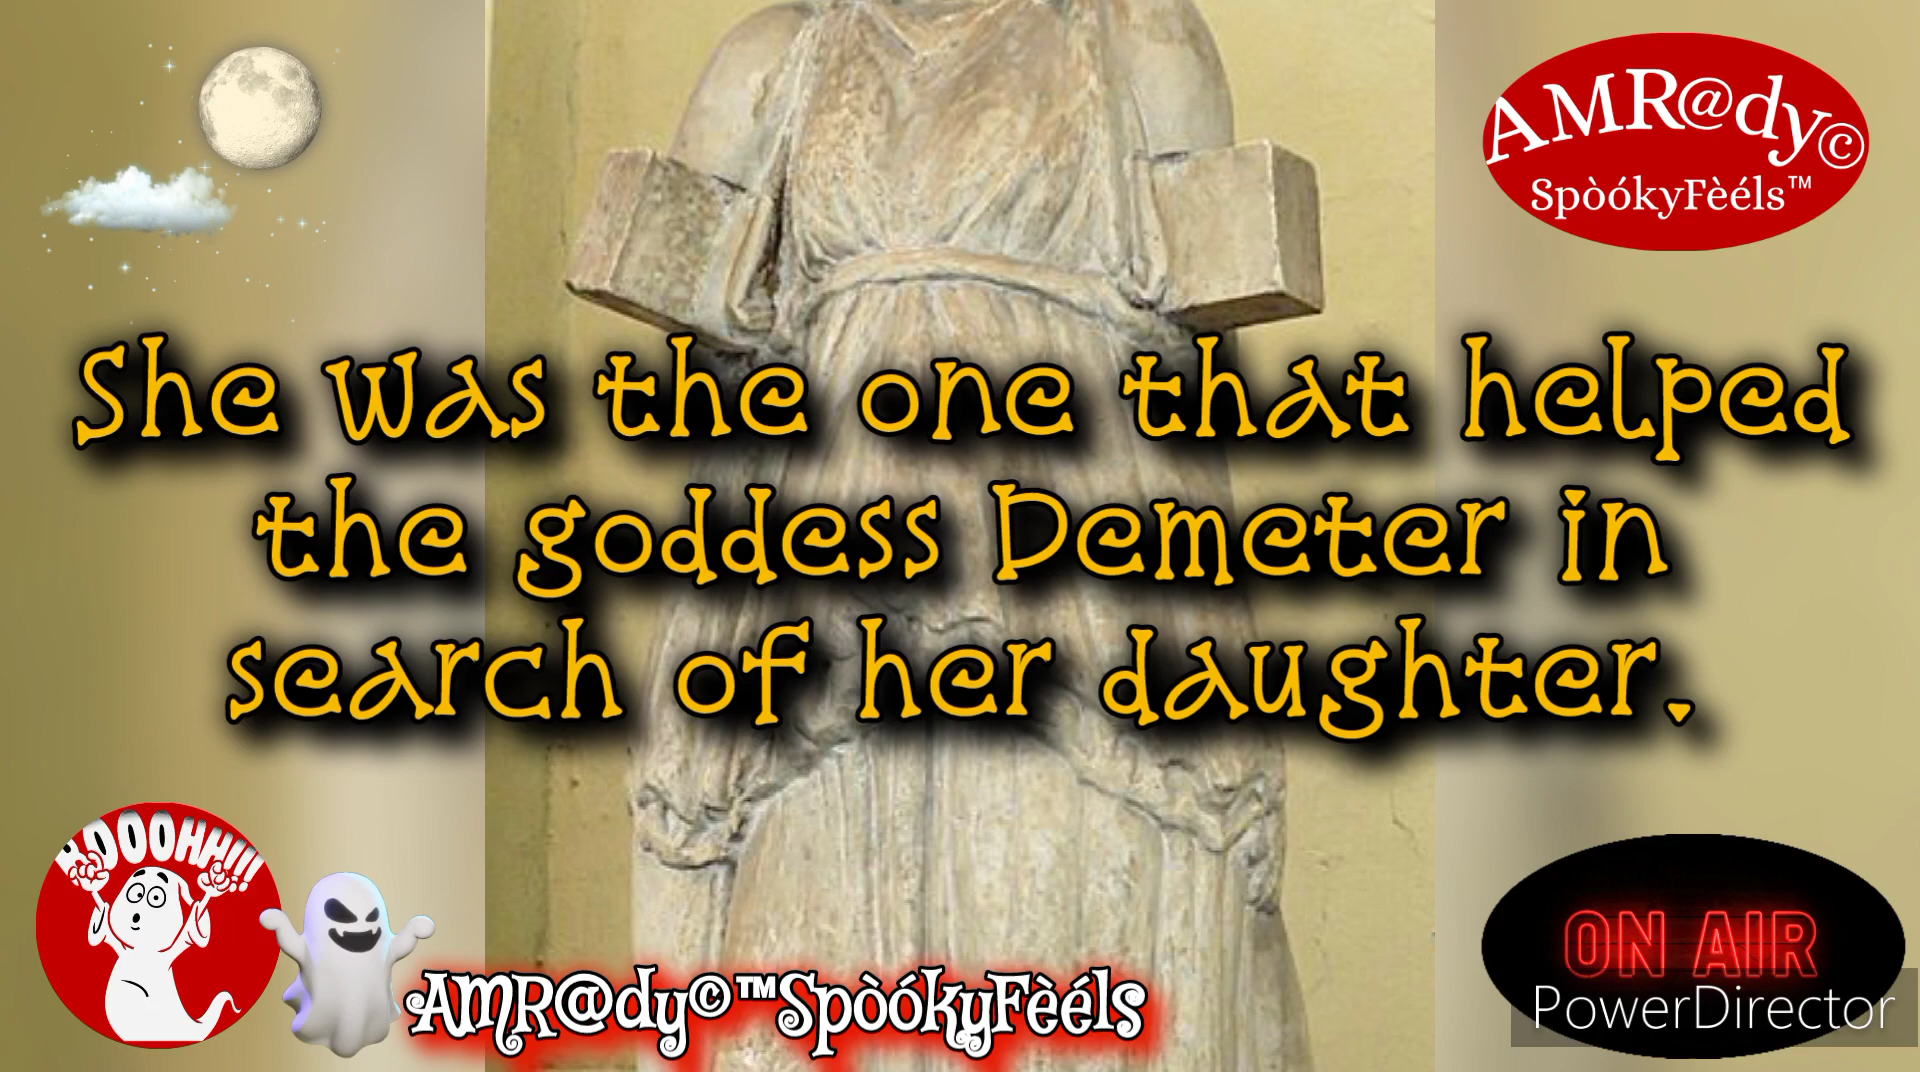 AMR@dy©
SpòókyFèéls™
She was the one that helped
the goddess Demeter in
search of her daughter.
BOOOHH!!!
AMR@dy©™SpòókyFèéls
ON AIR
PowerDirector